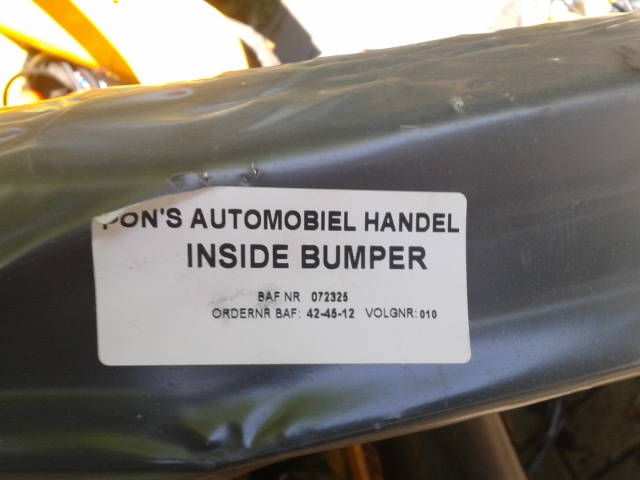 PON'S AUTOMOBIEL HANDEL
INSIDE BUMPER
BAF NR 072325
ORDERNR BAF: 42-45-12 VOLGNR: 010